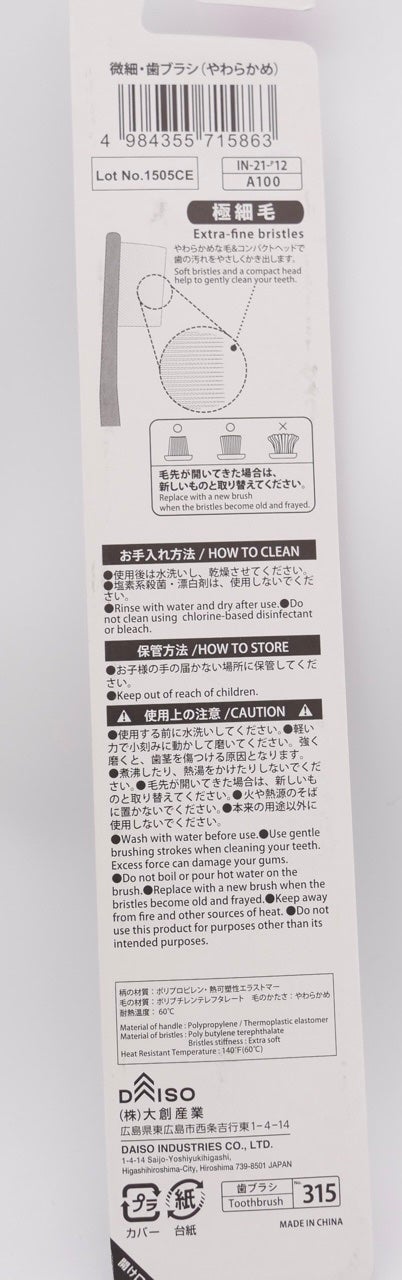 微細・歯ブラシ(やわらかめ)
4 984355 715863
Lot No.1505CE
IN-21-P12
A100
極細毛
Extra-fine bristles
やわらかめな毛&コンパクトヘッドで
歯の汚れをやさしくかき出します。
Soft bristles and a compact head
help to gently clean your teeth.
○ ○ ×
毛先が開いてきた場合は、
新しいものと取り替えてください。
Replace with a new brush
when the bristles become old and frayed.
お手入れ方法 / HOW TO CLEAN
●使用後は水洗いし、乾燥させてください。
●塩素系殺菌・漂白剤は、使用しないでくだ
さい。
●Rinse with water and dry after use.●Do
not clean using chlorine-based disinfectant
or bleach.
保管方法 /HOW TO STORE
●お子様の手の届かない場所に保管してくだ
さい。
●Keep out of reach of children.
使用上の注意 /CAUTION
●使用する前に水洗いしてください。●軽い
力で小刻みに動かして磨いてください。強く
磨くと、歯茎を傷つける原因となります。
●煮沸したり、熱湯をかけたりしないでくだ
さい。●毛先が開いてきた場合は、新しいも
のと取り替えてください。●火や熱源のそば
に置かないでください。●本来の用途以外に
使用しないでください。
●Wash with water before use.●Use gentle
brushing strokes when cleaning your teeth.
Excess force can damage your gums.
●Do not boil or pour hot water on the
brush.●Replace with a new brush when the
bristles become old and frayed.●Keep away
from fire and other sources of heat. ●Do not
use this product for purposes other than its
intended purposes.
柄の材質:ポリプロピレン・熱可塑性エラストマー
毛の材質:ポリブチレンテレフタレート 毛のかたさ:やわらかめ
耐熱温度: 60℃
Material of handle : Polypropylene / Thermoplastic elastomer
Material of bristles : Poly butylene terephthalate
Bristles stiffness : Extra soft
Heat Resistant Temperature : 140°F(60℃)
DAISO
(株)大創産業
広島県東広島市西条吉行東1-4-14
DAISO INDUSTRIES CO., LTD.
1-4-14 Saijo-Yoshiyukihigashi,
Higashihiroshima-City, Hiroshima 739-8501 JAPAN
プラ
カバー
紙
台紙
歯ブラシ
Toothbrush
No. 315
MADE IN CHINA
開け口